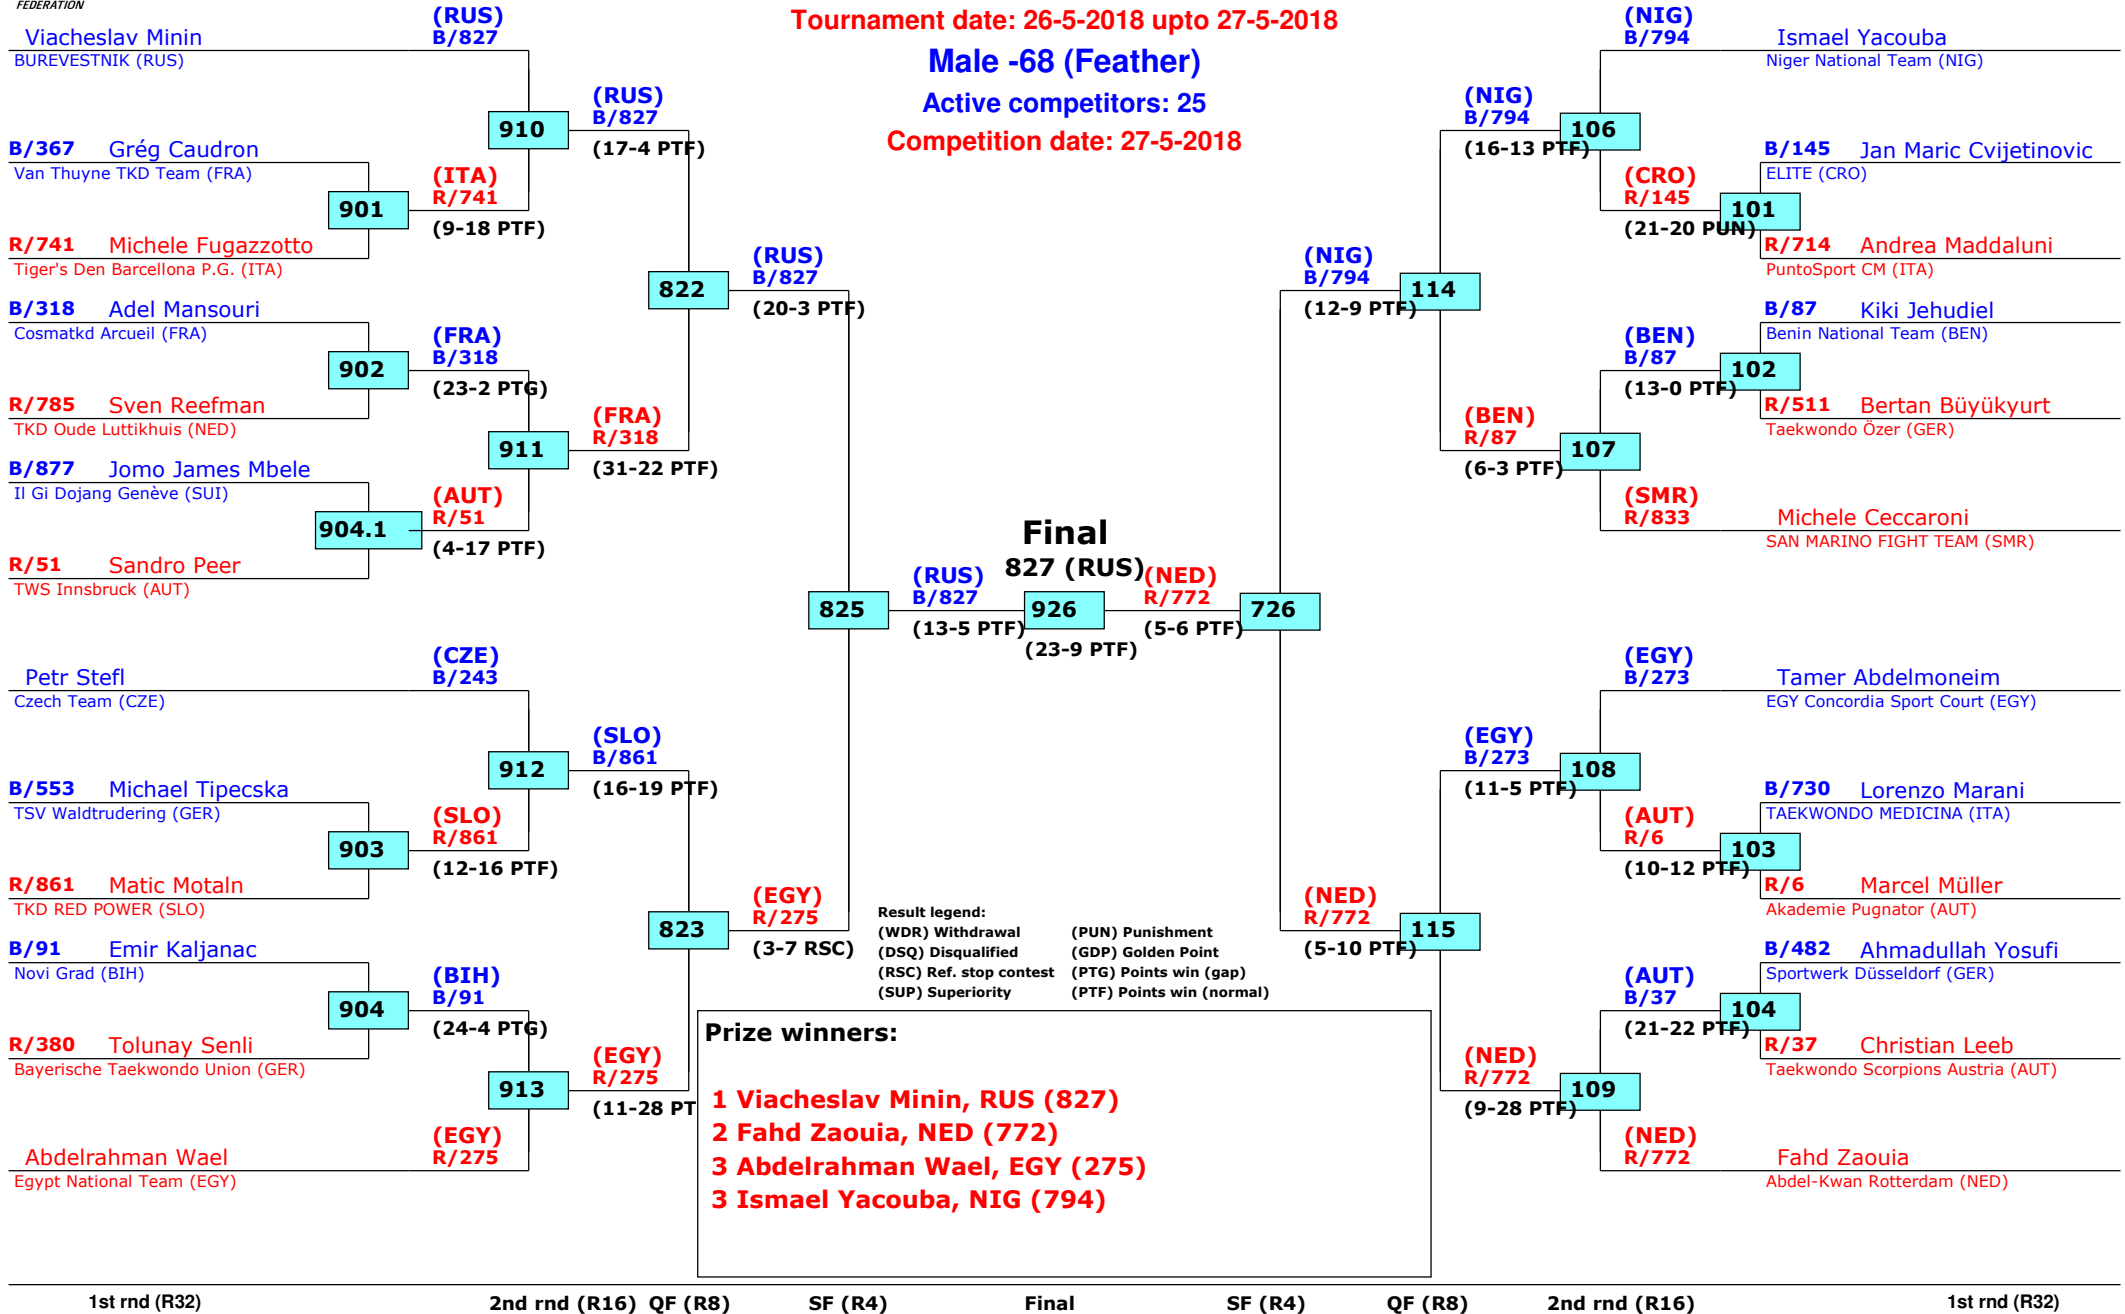 FEDERATION
Tournament date: 26-5-2018 upto 27-5-2018
Male -68 (Feather)
Active competitors: 25
Competition date: 27-5-2018
Viacheslav Minin
BUREVESTNIK (RUS)
(RUS)
B/827
B/367 Grég Caudron
Van Thuyne TKD Team (FRA)
901
R/741 Michele Fugazzotto
Tiger's Den Barcellona P.G. (ITA)
(ITA)
R/741
(9-18 PTF)
910
(RUS)
B/827
(17-4 PTF)
B/318 Adel Mansouri
Cosmatkd Arcueil (FRA)
902
R/785 Sven Reefman
TKD Oude Luttikhuis (NED)
(FRA)
B/318
(23-2 PTG)
B/877 Jomo James Mbele
Il Gi Dojang Genève (SUI)
904.1
R/51 Sandro Peer
TWS Innsbruck (AUT)
(AUT)
R/51
(4-17 PTF)
911
(FRA)
R/318
(31-22 PTF)
822
(RUS)
B/827
(20-3 PTF)
Petr Stefl
Czech Team (CZE)
(CZE)
B/243
B/553 Michael Tipecska
TSV Waldtrudering (GER)
903
R/861 Matic Motaln
TKD RED POWER (SLO)
(SLO)
R/861
(12-16 PTF)
912
(SLO)
B/861
(16-19 PTF)
B/91 Emir Kaljanac
Novi Grad (BIH)
904
R/380 Tolunay Senli
Bayerische Taekwondo Union (GER)
(BIH)
B/91
(24-4 PTG)
Abdelrahman Wael
Egypt National Team (EGY)
(EGY)
R/275
913
(EGY)
R/275
(11-28 PT
823
(EGY)
R/275
(3-7 RSC)
825
(RUS)
B/827
(13-5 PTF)
Final
827 (RUS)
926
(23-9 PTF)
(NED)
R/772
(5-6 PTF)
726
(NIG)
B/794
(12-9 PTF)
114
(NIG)
B/794
(16-13 PTF)
106
(NIG)
B/794
Ismael Yacouba
Niger National Team (NIG)
(CRO)
R/145
(21-20 PUN)
101
B/145 Jan Maric Cvijetinovic
ELITE (CRO)
R/714 Andrea Maddaluni
PuntoSport CM (ITA)
(BEN)
R/87
(6-3 PTF)
107
(BEN)
B/87
(13-0 PTF)
102
B/87 Kiki Jehudiel
Benin National Team (BEN)
R/511 Bertan Büyükyurt
Taekwondo Özer (GER)
(SMR)
R/833
Michele Ceccaroni
SAN MARINO FIGHT TEAM (SMR)
(NED)
R/772
(5-10 PTF)
115
(EGY)
B/273
(11-5 PTF)
108
(EGY)
B/273
Tamer Abdelmoneim
EGY Concordia Sport Court (EGY)
(AUT)
R/6
(10-12 PTF)
103
B/730 Lorenzo Marani
TAEKWONDO MEDICINA (ITA)
R/6 Marcel Müller
Akademie Pugnator (AUT)
(NED)
R/772
(9-28 PTF)
109
(AUT)
B/37
(21-22 PTF)
104
B/482 Ahmadullah Yosufi
Sportwerk Düsseldorf (GER)
R/37 Christian Leeb
Taekwondo Scorpions Austria (AUT)
(NED)
R/772
Fahd Zaouia
Abdel-Kwan Rotterdam (NED)
Result legend:
(WDR) Withdrawal (PUN) Punishment
(DSQ) Disqualified (GDP) Golden Point
(RSC) Ref. stop contest (PTG) Points win (gap)
(SUP) Superiority (PTF) Points win (normal)
Prize winners:
1 Viacheslav Minin, RUS (827)
2 Fahd Zaouia, NED (772)
3 Abdelrahman Wael, EGY (275)
3 Ismael Yacouba, NIG (794)
1st rnd (R32) 2nd rnd (R16) QF (R8) SF (R4) Final SF (R4) QF (R8) 2nd rnd (R16) 1st rnd (R32)